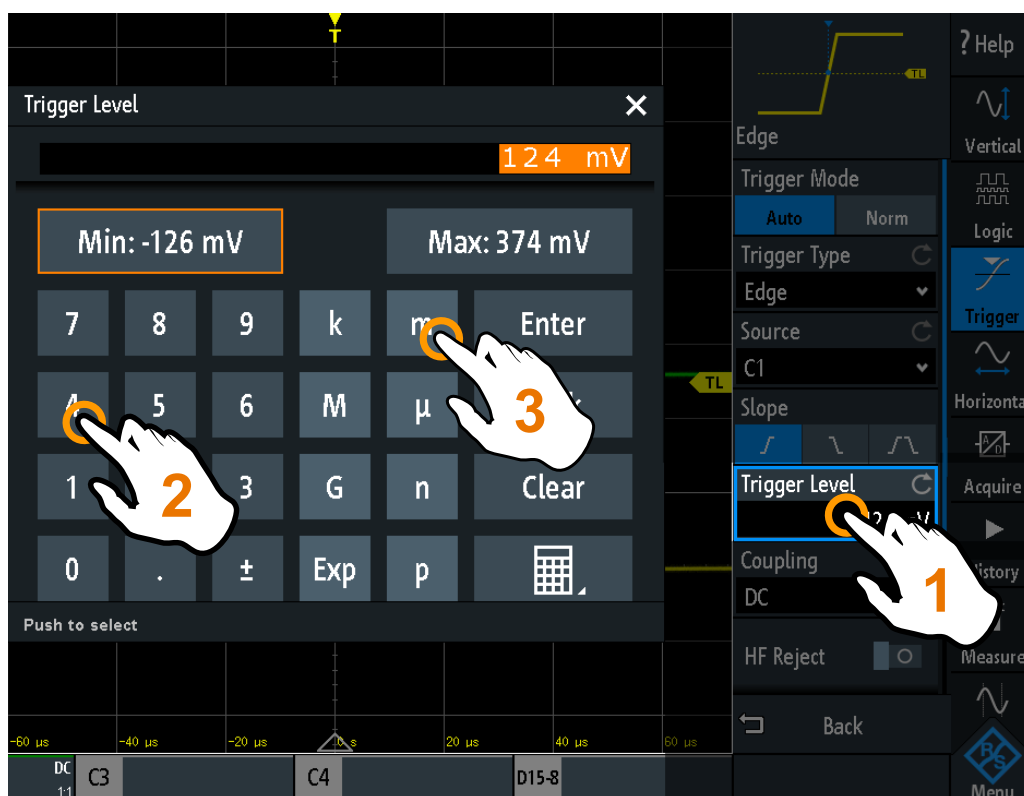 T
? Help
Trigger Level
124 mV
Min: -126 mV
Max: 374 mV
7
8
9
k
m
Enter
4
5
6
M
µ
1
3
G
n
Clear
0
.
±
Exp
p
2
3
Push to select
TL
TL
Edge
Trigger Mode
Auto
Norm
Trigger Type
Edge
Source
C1
Slope
Trigger Level
Coupling
DC
1
HF Reject
Back
Vertical
Logic
Trigger
Horizonta
A
D
Acquire
History
Measure
R&S
Menu
-60 µs
-40 µs
-20 µs
0 s
20 µs
40 µs
60 µs
DC
1:1
C3
C4
D15-8